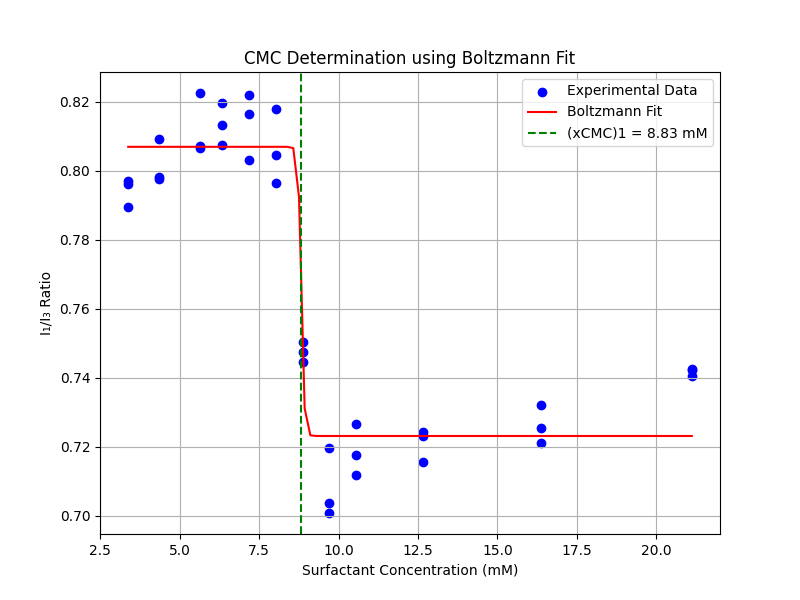 CMC Determination using Boltzmann Fit
Experimental Data
Boltzmann Fit
(xCMC)1 = 8.83 mM
0.82
0.80
0.78
0.76
0.74
0.72
0.70
I₁/I₃ Ratio
2.5 5.0 7.5 10.0 12.5 15.0 17.5 20.0
Surfactant Concentration (mM)